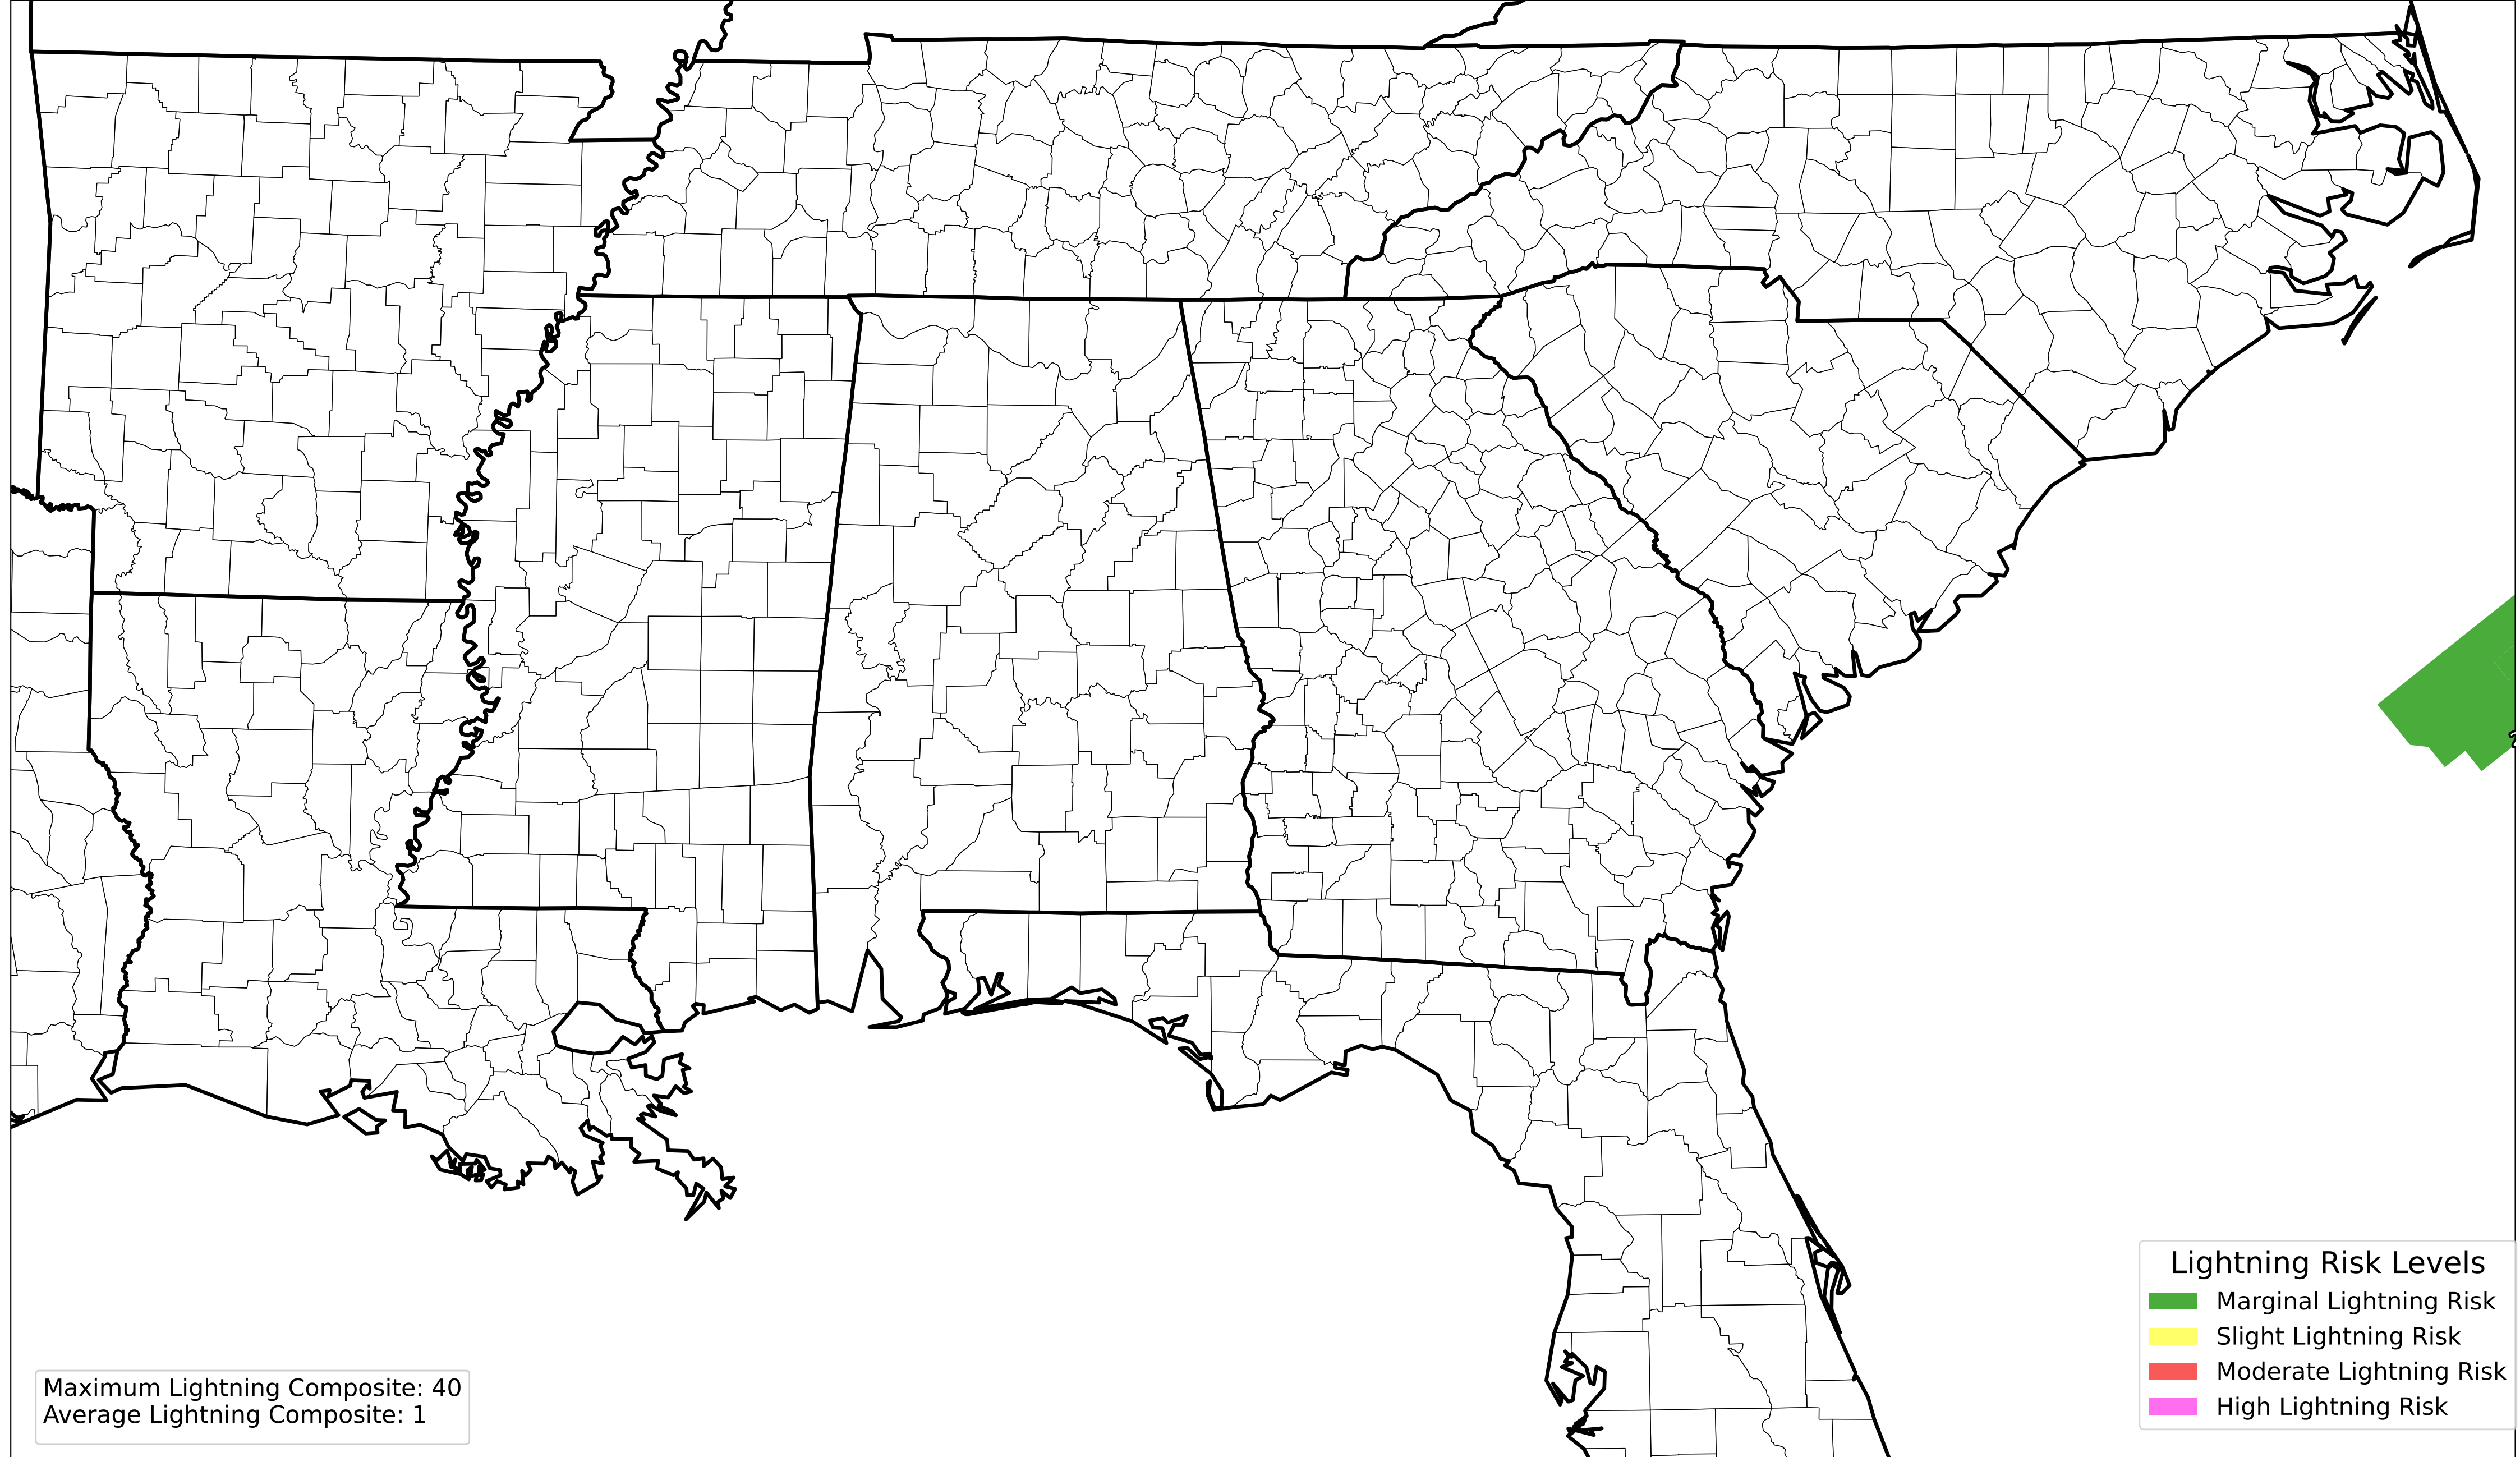 Lightning Risk Levels
Marginal Lightning Risk
Slight Lightning Risk
Moderate Lightning Risk
High Lightning Risk
Maximum Lightning Composite: 40
Average Lightning Composite: 1